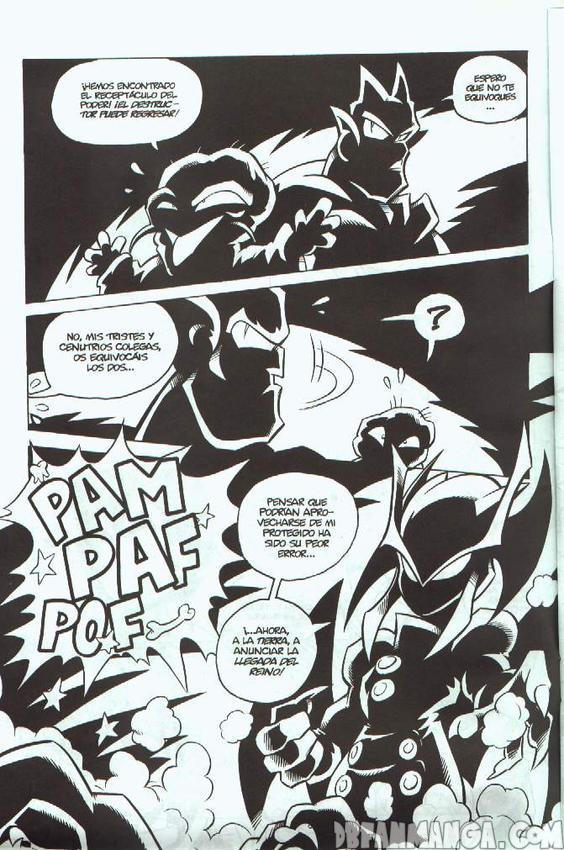 ¡HEMOS ENCONTRADO
EL RECEPTÁCULO DEL
PODER! ¡EL DESTRUC-
TOR PUEDE REGRESAR!
ESPERO
QUE NO TE
EQUIVOQUES
...
NO, MIS TRISTES Y
CENUTRIOS COLEGAS,
OS EQUIVOCÁIS
LOS DOS...
?
PAM
PAF
POF
PENSAR QUE
PODRÍAN APRO-
VECHARSE DE MI
PROTEGIDO HA
SIDO SU PEOR
ERROR...
¡...AHORA,
A LA TIERRA, A
ANUNCIAR LA
LLEGADA DEL
REINO!
DBFANMANGA.COM